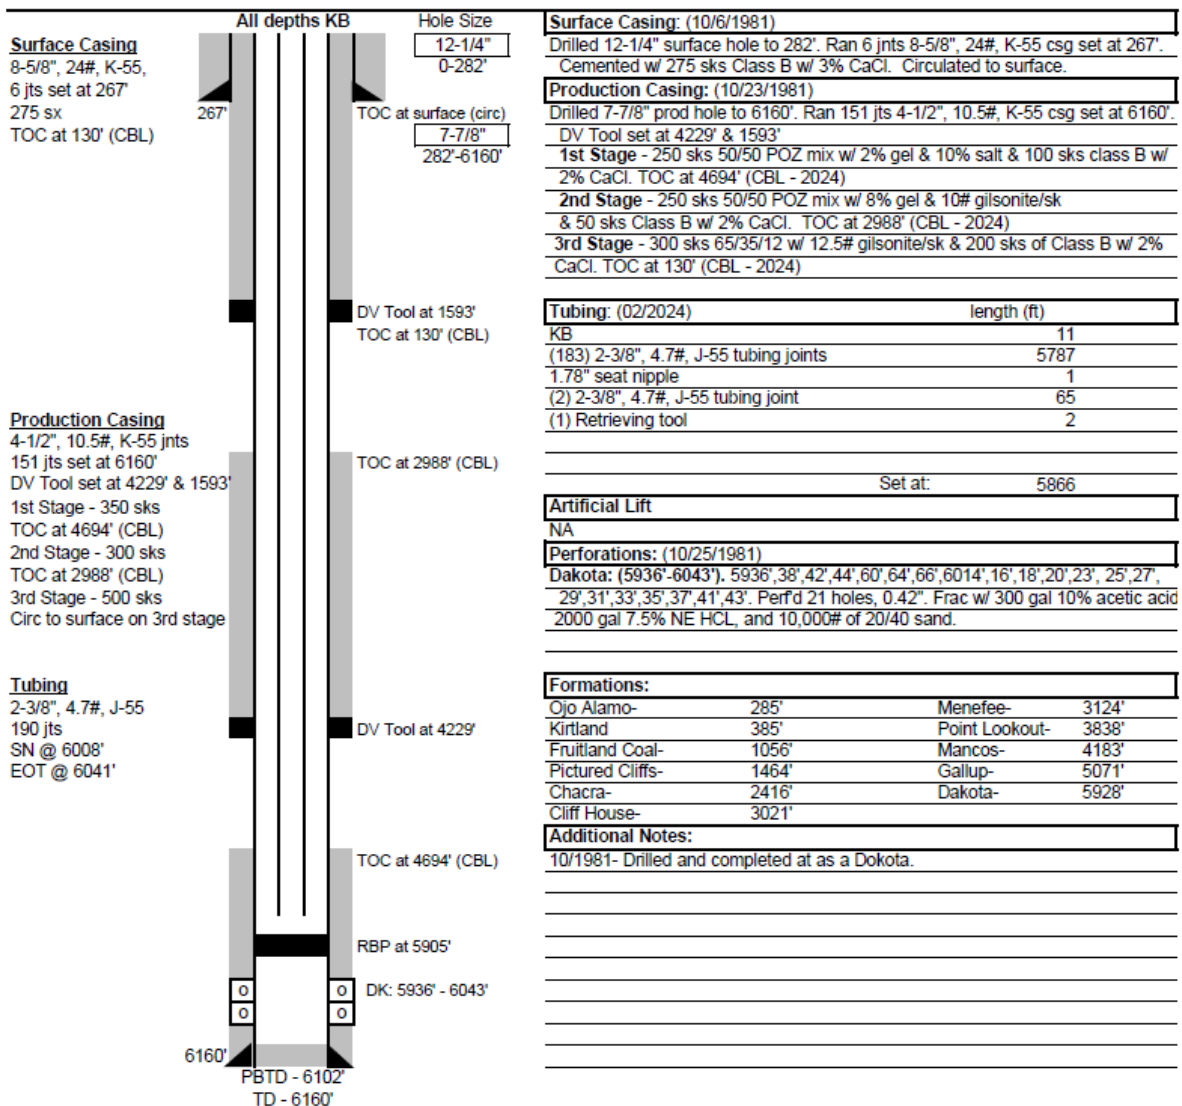 All depths KB
Hole Size
Surface Casing
8-5/8", 24#, K-55,
6 jts set at 267'
275 sx
TOC at 130' (CBL)
267'
12-1/4"
0-282'
TOC at surface (circ)
7-7/8"
282'-6160'
DV Tool at 1593'
TOC at 130' (CBL)
Production Casing
4-1/2", 10.5#, K-55 jnts
151 jts set at 6160'
DV Tool set at 4229' & 1593'
1st Stage - 350 sks
TOC at 4694' (CBL)
2nd Stage - 300 sks
TOC at 2988' (CBL)
3rd Stage - 500 sks
Circ to surface on 3rd stage
TOC at 2988' (CBL)
Tubing
2-3/8", 4.7#, J-55
190 jts
SN @ 6008'
EOT @ 6041'
DV Tool at 4229'
TOC at 4694' (CBL)
RBP at 5905'
o o DK: 5936' - 6043'
o o
6160'
PBTD - 6102'
TD - 6160'
Surface Casing: (10/6/1981)
Drilled 12-1/4" surface hole to 282'. Ran 6 jnts 8-5/8", 24#, K-55 csg set at 267'.
Cemented w/ 275 sks Class B w/ 3% CaCl. Circulated to surface.
Production Casing: (10/23/1981)
Drilled 7-7/8" prod hole to 6160'. Ran 151 jts 4-1/2", 10.5#, K-55 csg set at 6160'.
DV Tool set at 4229' & 1593'
1st Stage - 250 sks 50/50 POZ mix w/ 2% gel & 10% salt & 100 sks class B w/
2% CaCl. TOC at 4694' (CBL - 2024)
2nd Stage - 250 sks 50/50 POZ mix w/ 8% gel & 10# gilsonite/sk
& 50 sks Class B w/ 2% CaCl. TOC at 2988' (CBL - 2024)
3rd Stage - 300 sks 65/35/12 w/ 12.5# gilsonite/sk & 200 sks of Class B w/ 2%
CaCl. TOC at 130' (CBL - 2024)
Tubing: (02/2024) length (ft)
KB 11
(183) 2-3/8", 4.7#, J-55 tubing joints 5787
1.78" seat nipple 1
(2) 2-3/8", 4.7#, J-55 tubing joint 65
(1) Retrieving tool 2
Set at: 5866
Artificial Lift
NA
Perforations: (10/25/1981)
Dakota: (5936'-6043'). 5936',38',42',44',60',64',66',6014',16',18',20',23', 25',27',
29',31',33',35',37',41',43'. Perf'd 21 holes, 0.42". Frac w/ 300 gal 10% acetic acid
2000 gal 7.5% NE HCL, and 10,000# of 20/40 sand.
Formations:
Ojo Alamo- 285' Menefee- 3124'
Kirtland 385' Point Lookout- 3838'
Fruitland Coal- 1056' Mancos- 4183'
Pictured Cliffs- 1464' Gallup- 5071'
Chacra- 2416' Dakota- 5928'
Cliff House- 3021'
Additional Notes:
10/1981- Drilled and completed at as a Dokota.